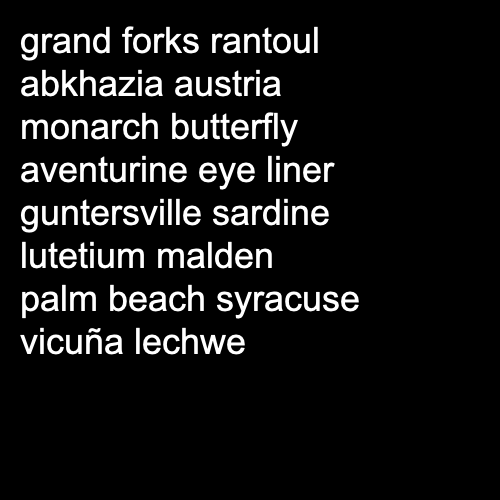 grand forks rantoul
abkhazia austria
monarch butterfly
aventurine eye liner
guntersville sardine
lutetium malden
palm beach syracuse
vicuña lechwe